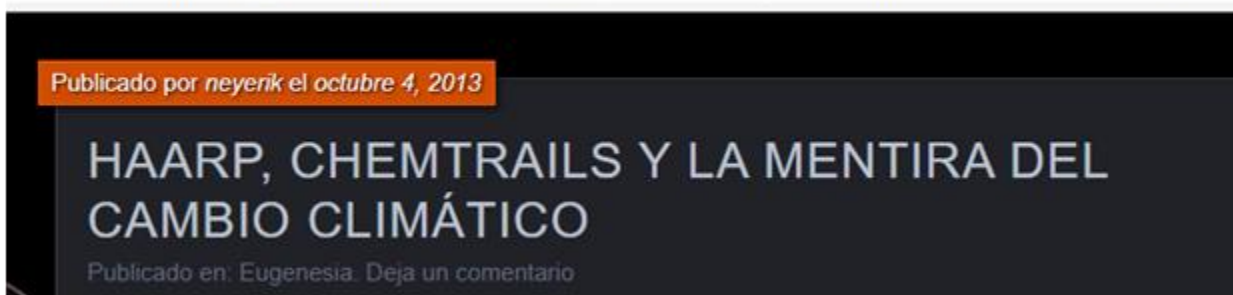 Publicado por neyerik el octubre 4, 2013
HAARP, CHEMTRAILS Y LA MENTIRA DEL
CAMBIO CLIMÁTICO
Publicado en: Eugenesia. Deja un comentario